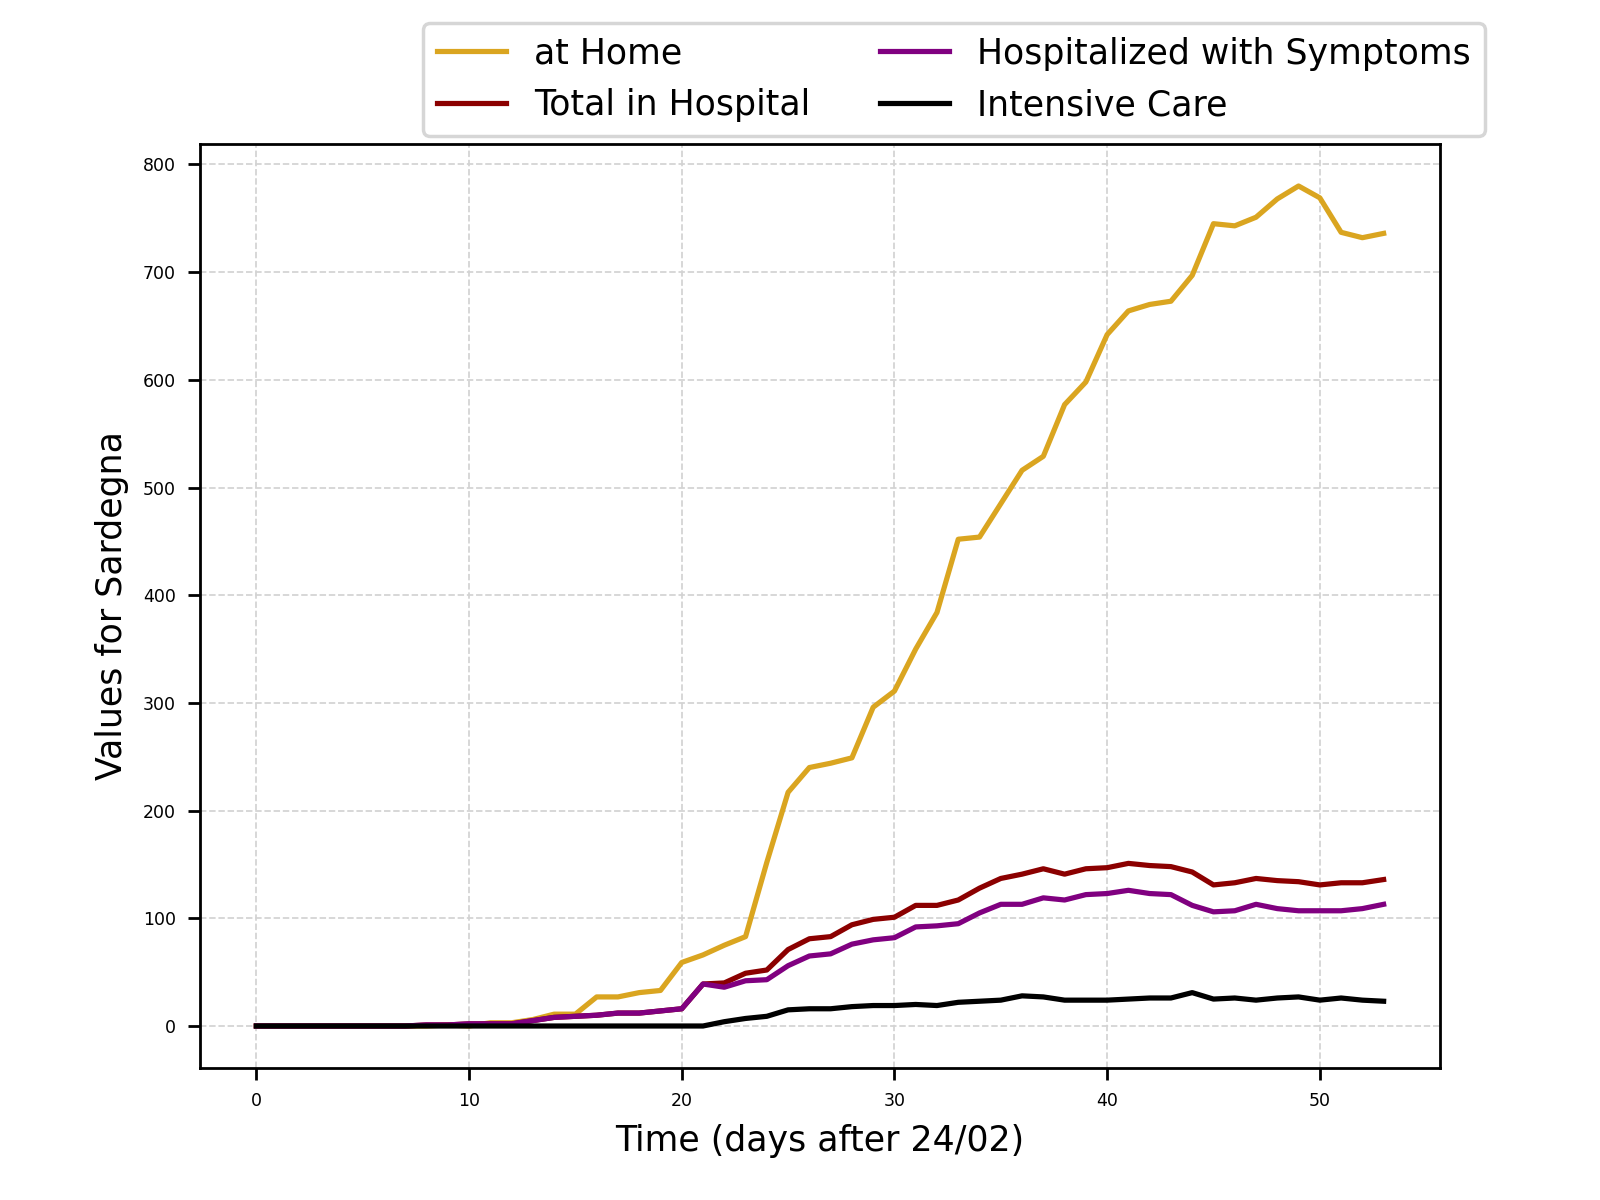 at Home
Total in Hospital
Hospitalized with Symptoms
Intensive Care
800
700
600
500
400
300
200
100
0
Values for Sardegna
0 10 20 30 40 50
Time (days after 24/02)